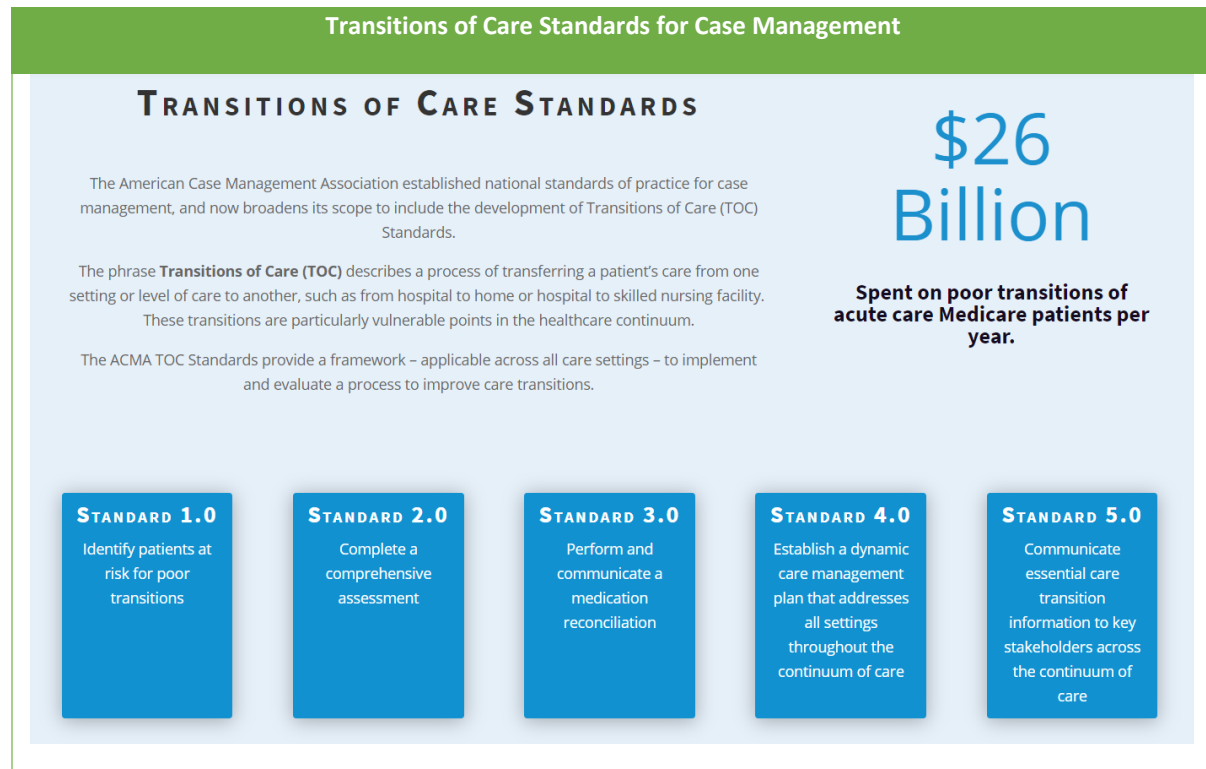 Transitions of Care Standards for Case Management
Transitions of Care Standards
The American Case Management Association established national standards of practice for case
management, and now broadens its scope to include the development of Transitions of Care (TOC)
Standards.
The phrase Transitions of Care (TOC) describes a process of transferring a patient's care from one
setting or level of care to another, such as from hospital to home or hospital to skilled nursing facility.
These transitions are particularly vulnerable points in the healthcare continuum.
The ACMA TOC Standards provide a framework – applicable across all care settings – to implement
and evaluate a process to improve care transitions.
$26
Billion
Spent on poor transitions of
acute care Medicare patients per
year.
Standard 1.0
Identify patients at
risk for poor
transitions
Standard 2.0
Complete a
comprehensive
assessment
Standard 3.0
Perform and
communicate a
medication
reconciliation
Standard 4.0
Establish a dynamic
care management
plan that addresses
all settings
throughout the
continuum of care
Standard 5.0
Communicate
essential care
transition
information to key
stakeholders across
the continuum of
care